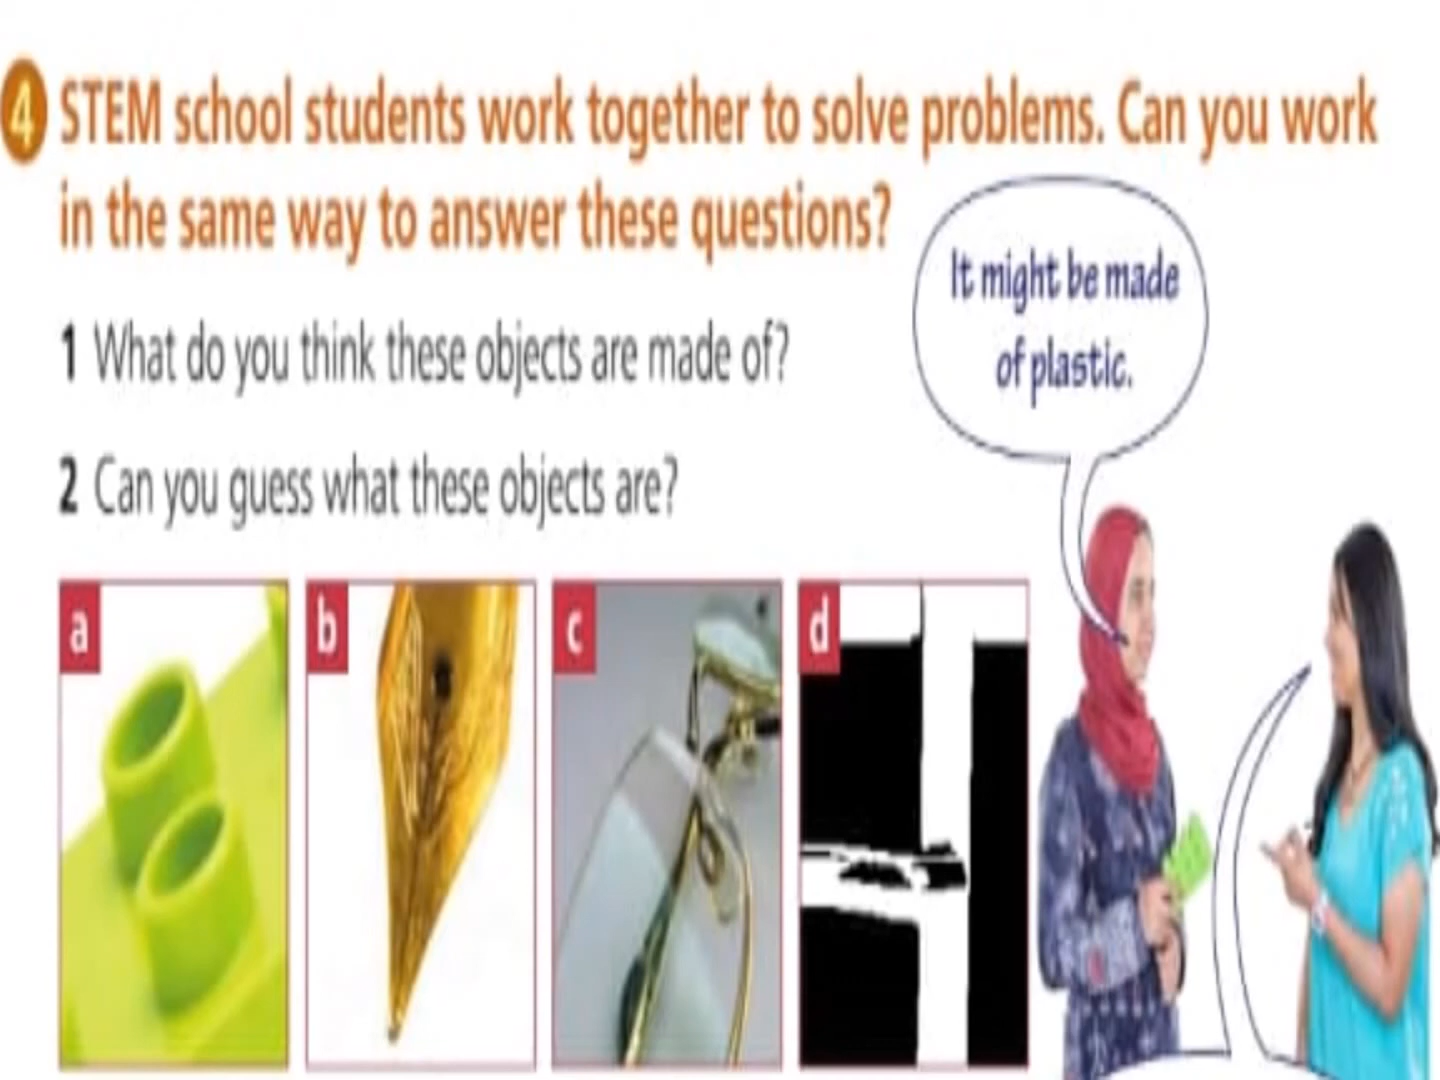 4 STEM school students work together to solve problems. Can you work
in the same way to answer these questions?
It might be made
of plastic.
1 What do you think these objects are made of?
2 Can you guess what these objects are?
a b c d